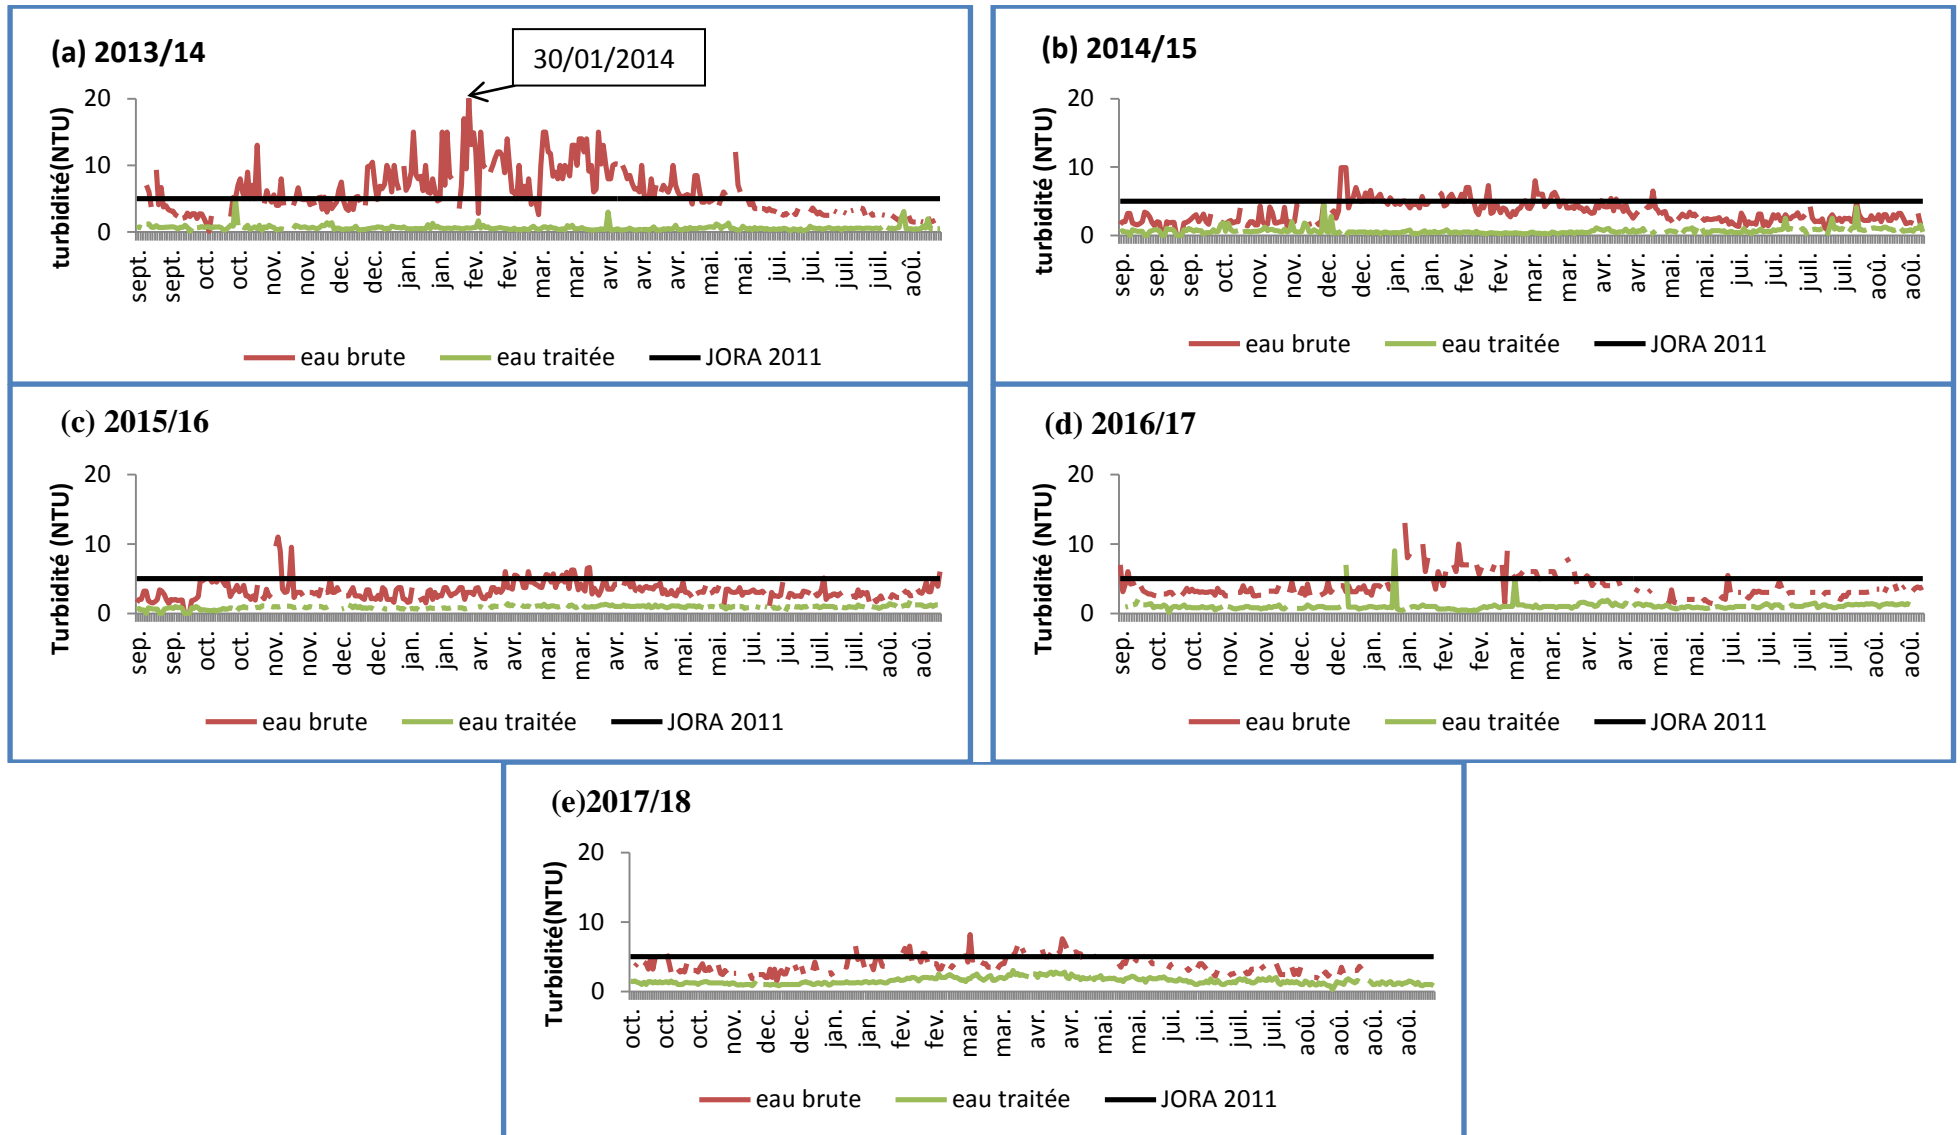 (a) 2013/14
30/01/2014
turbidité(NTU)
20
10
0
sept. sept. oct. oct. nov. nov. dec. dec. jan. jan. fev. fev. mar. mar. avr. avr. avr. mai. mai. jui. jui. juil. aoû.
eau brute eau traitée JORA 2011
(b) 2014/15
turbidité (NTU)
20
10
0
sep. sep. sep. oct. nov. nov. dec. dec. jan. jan. fev. fev. mar. mar. avr. avr. mai. mai. jui. jui. juil. juil. aoû. aoû.
eau brute eau traitée JORA 2011
(c) 2015/16
Turbidité (NTU)
20
10
0
sep. sep. oct. oct. nov. nov. dec. dec. jan. jan. avr. avr. mar. mar. avr. avr. mai. mai. jui. jui. juil. juil. aoû. aoû.
eau brute eau traitée JORA 2011
(d) 2016/17
Turbidité (NTU)
20
10
0
sep. oct. oct. nov. nov. dec. dec. jan. jan. fev. fev. mar. mar. avr. avr. mai. mai. jui. jui. juil. juil. aoû. aoû.
eau brute eau traitée JORA 2011
(e)2017/18
Turbidité(NTU)
20
10
0
oct. oct. oct. nov. dec. dec. jan. jan. fev. fev. mar. mar. avr. avr. mai. mai. jui. jui. juil. juil. aoû. aoû. aoû. aoû.
eau brute eau traitée JORA 2011